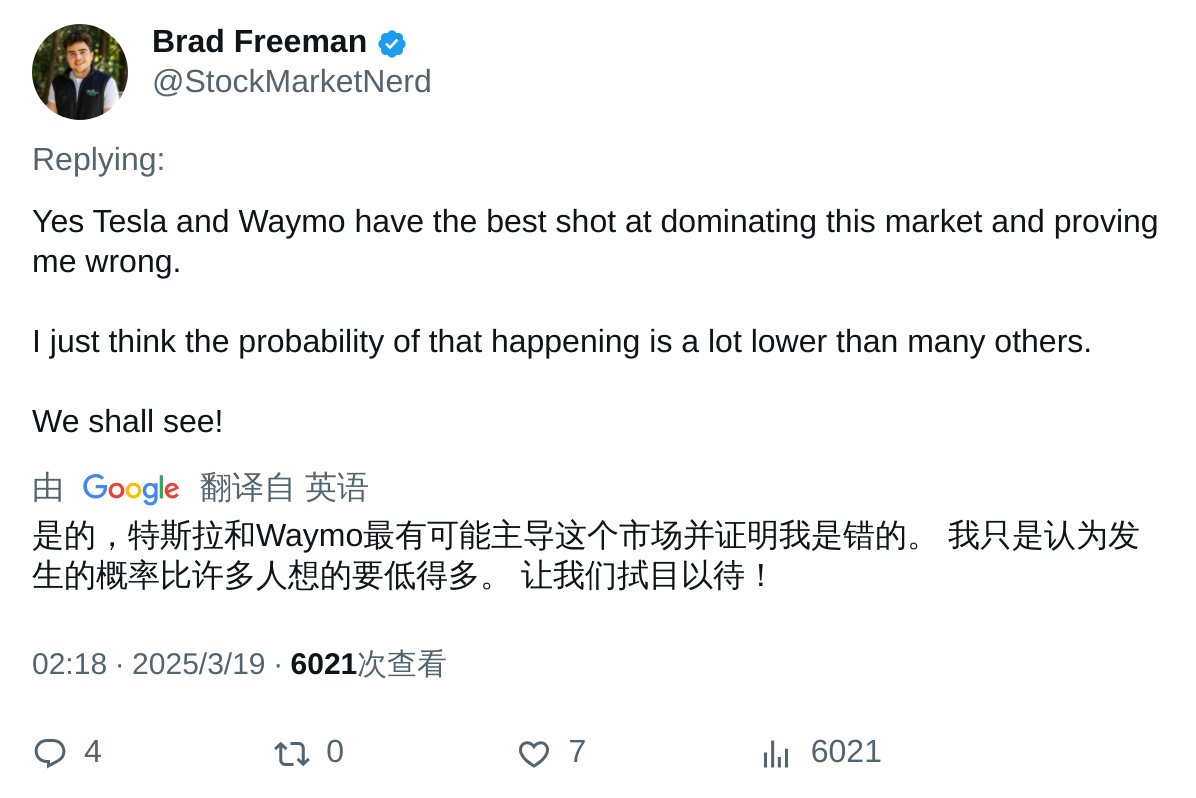 Brad Freeman
@StockMarketNerd
Replying:
Yes Tesla and Waymo have the best shot at dominating this market and proving
me wrong.
I just think the probability of that happening is a lot lower than many others.
We shall see!
由 Google 翻译自 英语
是的，特斯拉和Waymo最有可能主导这个市场并证明我是错的。 我只是认为发
生的概率比许多人想的要低得多。 让我们拭目以待！
02:18 · 2025/3/19 · 6021次查看
4 0 7 6021